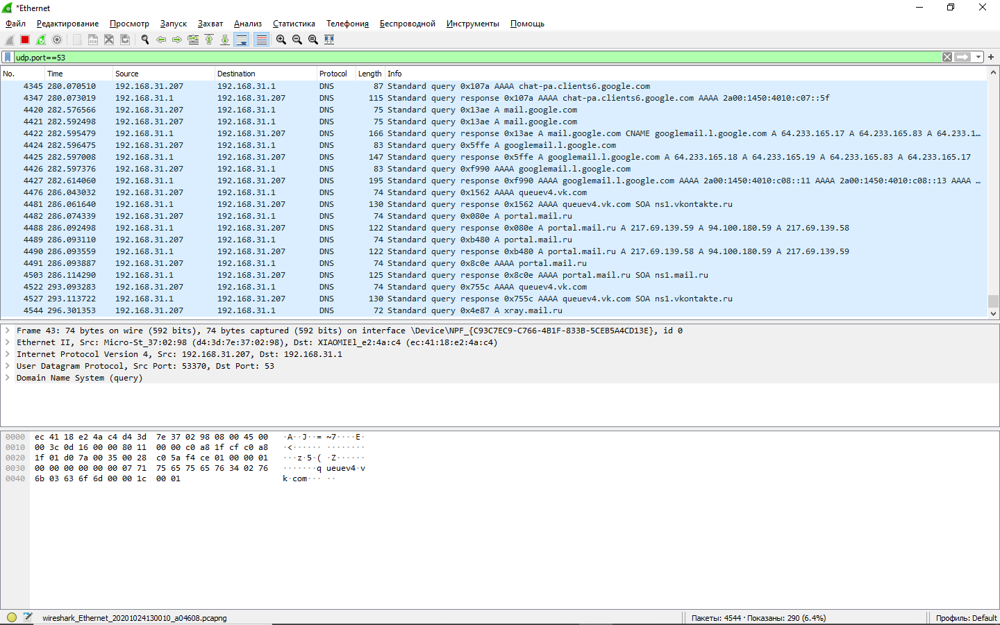 *Ethernet
Файл Редактирование Просмотр Запуск Захват Анализ Статистика Телефония Беспроводной Инструменты Помощь
udp.port==53
No. Time Source Destination Protocol Length Info
4345 280.070510 192.168.31.207 192.168.31.1 DNS 87 Standard query 0x107a AAAA chat-pa.clients6.google.com
4347 280.073019 192.168.31.1 192.168.31.207 DNS 115 Standard query response 0x107a AAAA chat-pa.clients6.google.com AAAA 2a00:1450:4010:c07::5f
4420 282.576566 192.168.31.207 192.168.31.1 DNS 75 Standard query 0x13ae A mail.google.com
4421 282.592498 192.168.31.207 192.168.31.1 DNS 75 Standard query 0x13ae A mail.google.com
4422 282.595479 192.168.31.1 192.168.31.207 DNS 166 Standard query response 0x13ae A mail.google.com CNAME googlemail.l.google.com A 64.233.165.17 A 64.233.165.83 A 64.233.1…
4424 282.596475 192.168.31.207 192.168.31.1 DNS 83 Standard query 0x5ffe A googlemail.l.google.com
4425 282.597008 192.168.31.1 192.168.31.207 DNS 147 Standard query response 0x5ffe A googlemail.l.google.com A 64.233.165.18 A 64.233.165.19 A 64.233.165.83 A 64.233.165.17
4426 282.597376 192.168.31.207 192.168.31.1 DNS 83 Standard query 0xf990 AAAA googlemail.l.google.com
4427 282.614060 192.168.31.1 192.168.31.207 DNS 195 Standard query response 0xf990 AAAA googlemail.l.google.com AAAA 2a00:1450:4010:c08::11 AAAA 2a00:1450:4010:c08::13 AAAA …
4476 286.043032 192.168.31.207 192.168.31.1 DNS 74 Standard query 0x1562 AAAA queuev4.vk.com
4481 286.061640 192.168.31.1 192.168.31.207 DNS 130 Standard query response 0x1562 AAAA queuev4.vk.com SOA ns1.vkontakte.ru
4482 286.074339 192.168.31.207 192.168.31.1 DNS 74 Standard query 0x080e A portal.mail.ru
4488 286.092498 192.168.31.1 192.168.31.207 DNS 122 Standard query response 0x080e A portal.mail.ru A 217.69.139.59 A 94.100.180.59 A 217.69.139.58
4489 286.093110 192.168.31.207 192.168.31.1 DNS 74 Standard query 0xb480 A portal.mail.ru
4490 286.093559 192.168.31.1 192.168.31.207 DNS 122 Standard query response 0xb480 A portal.mail.ru A 217.69.139.58 A 94.100.180.59 A 217.69.139.59
4491 286.093887 192.168.31.207 192.168.31.1 DNS 74 Standard query 0x8c0e AAAA portal.mail.ru
4503 286.114290 192.168.31.1 192.168.31.207 DNS 125 Standard query response 0x8c0e AAAA portal.mail.ru SOA ns1.mail.ru
4522 293.093283 192.168.31.207 192.168.31.1 DNS 74 Standard query 0x755c AAAA queuev4.vk.com
4527 293.113722 192.168.31.1 192.168.31.207 DNS 130 Standard query response 0x755c AAAA queuev4.vk.com SOA ns1.vkontakte.ru
4544 296.301353 192.168.31.207 192.168.31.1 DNS 72 Standard query 0x4e87 A xray.mail.ru
Frame 43: 74 bytes on wire (592 bits), 74 bytes captured (592 bits) on interface \Device\NPF_{C93C7EC9-C766-4B1F-833B-5CEB5A4CD13E}, id 0
Ethernet II, Src: Micro-St_37:02:98 (d4:3d:7e:37:02:98), Dst: XIAOMIEl_e2:4a:c4 (ec:41:18:e2:4a:c4)
Internet Protocol Version 4, Src: 192.168.31.207, Dst: 192.168.31.1
User Datagram Protocol, Src Port: 53370, Dst Port: 53
Domain Name System (query)
0000 ec 41 18 e2 4a c4 d4 3d 7e 37 02 98 08 00 45 00 ·A··J··= ~7····E·
0010 00 3c 0d 16 00 00 80 11 00 00 c0 a8 1f cf c0 a8 ·<······ ········
0020 1f 01 d0 7a 00 35 00 28 c0 5a f4 ce 01 00 00 01 ···z·5·( ·Z······
0030 00 00 00 00 00 00 07 71 75 65 75 65 76 34 02 76 ·······q ueuev4·v
0040 6b 03 63 6f 6d 00 00 1c 00 01 k·com··· ··
wireshark_Ethernet_20201024130010_a04608.pcapng Пакеты: 4544 · Показаны: 290 (6.4%) Профиль: Default